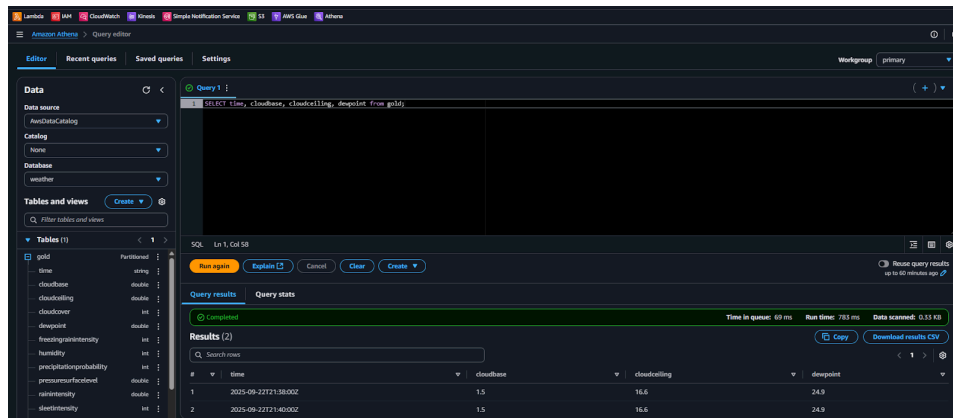 Lambda IAM CloudWatch Kinesis Simple Notification Service S3 AWS Glue Athena
Amazon Athena > Query editor
Editor Recent queries Saved queries Settings
Workgroup primary
Data
Data source
AwsDataCatalog
Catalog
None
Database
weather
Tables and views Create
Filter tables and views
Tables (1) < 1 >
gold Partitioned
time string
cloudbase double
cloudceiling double
cloudcover int
dewpoint double
freezingrainintensity int
humidity int
precipitationprobability int
pressuresurfacelevel double
rainintensity double
sleetintensity int
Query 1
1 SELECT time, cloudbase, cloudceiling, dewpoint from gold;
SQL Ln 1, Col 58
Run again Explain Cancel Clear Create
Reuse query results
up to 60 minutes ago
Query results Query stats
Completed
Time in queue: 69 ms Run time: 783 ms Data scanned: 0.33 KB
Results (2)
Copy Download results CSV
Search rows
< 1 >
# time cloudbase cloudceiling dewpoint
1 2025-09-22T21:38:00Z 1.5 16.6 24.9
2 2025-09-22T21:40:00Z 1.5 16.6 24.9